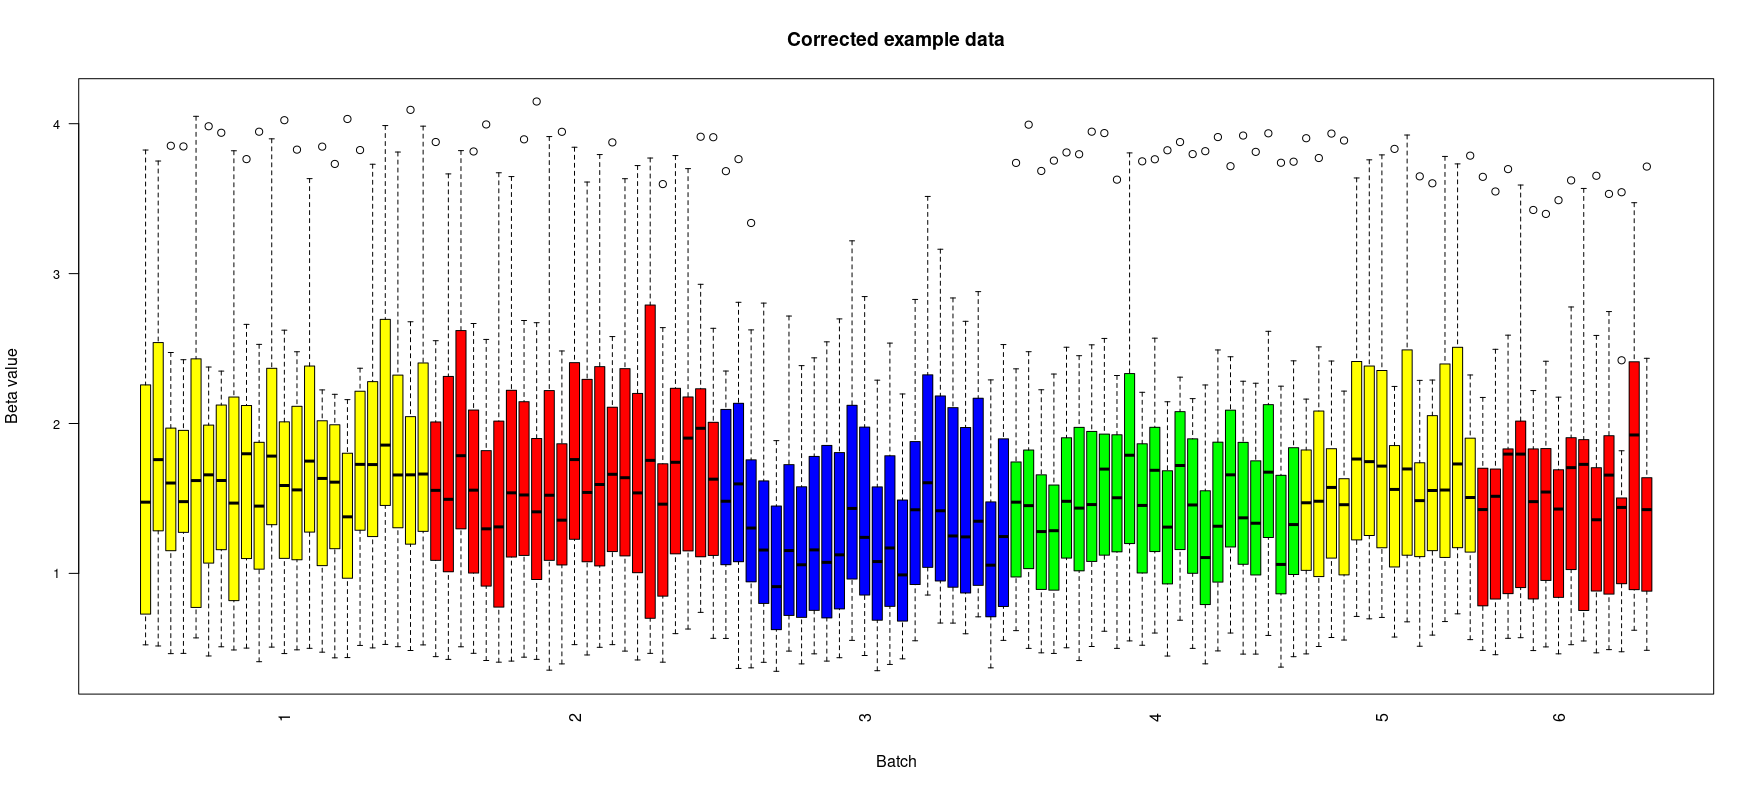 Corrected example data
Beta value
4
3
2
1
1 2 3 4 5 6
Batch